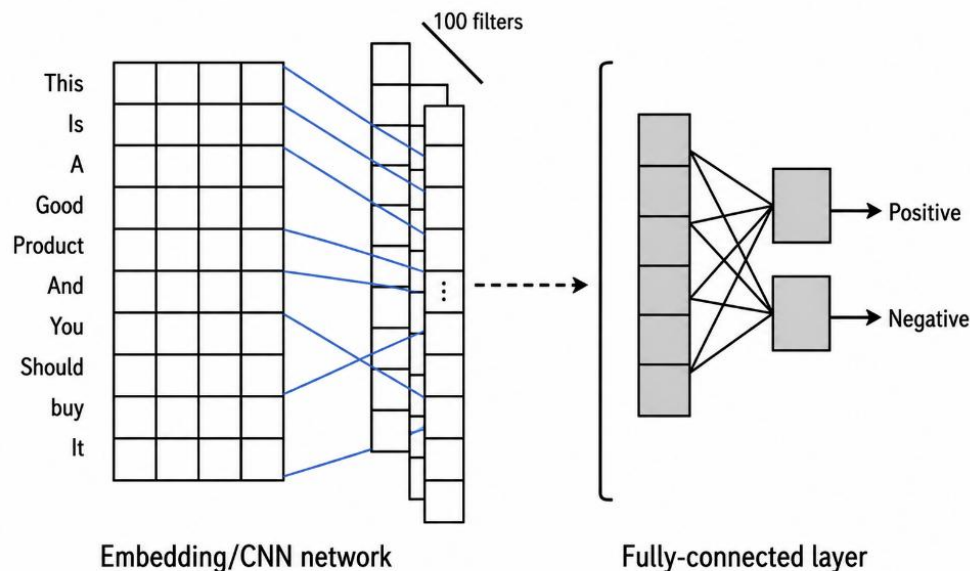 100 filters
This
Is
A
Good
Product
And
You
Should
buy
It
...
Positive
Negative
Embedding/CNN network
Fully-connected layer